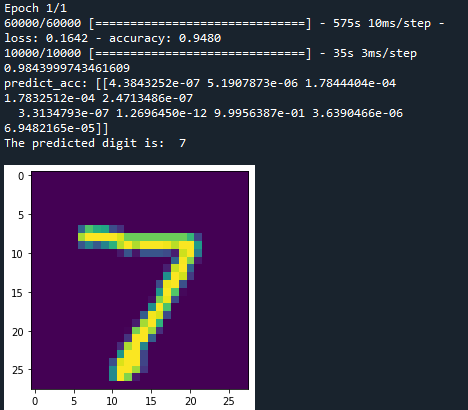 Epoch 1/1
60000/60000 [==============================] - 575s 10ms/step -
loss: 0.1642 - accuracy: 0.9480
10000/10000 [==============================] - 35s 3ms/step
0.9843999743461609
predict_acc: [[4.3843252e-07 5.1907873e-06 1.7844404e-04
1.7832512e-04 2.4713486e-07
3.3134793e-07 1.2696450e-12 9.9956387e-01 3.6390466e-06
6.9482165e-05]]
The predicted digit is:  7
0
5
10
15
20
25
7
0 5 10 15 20 25